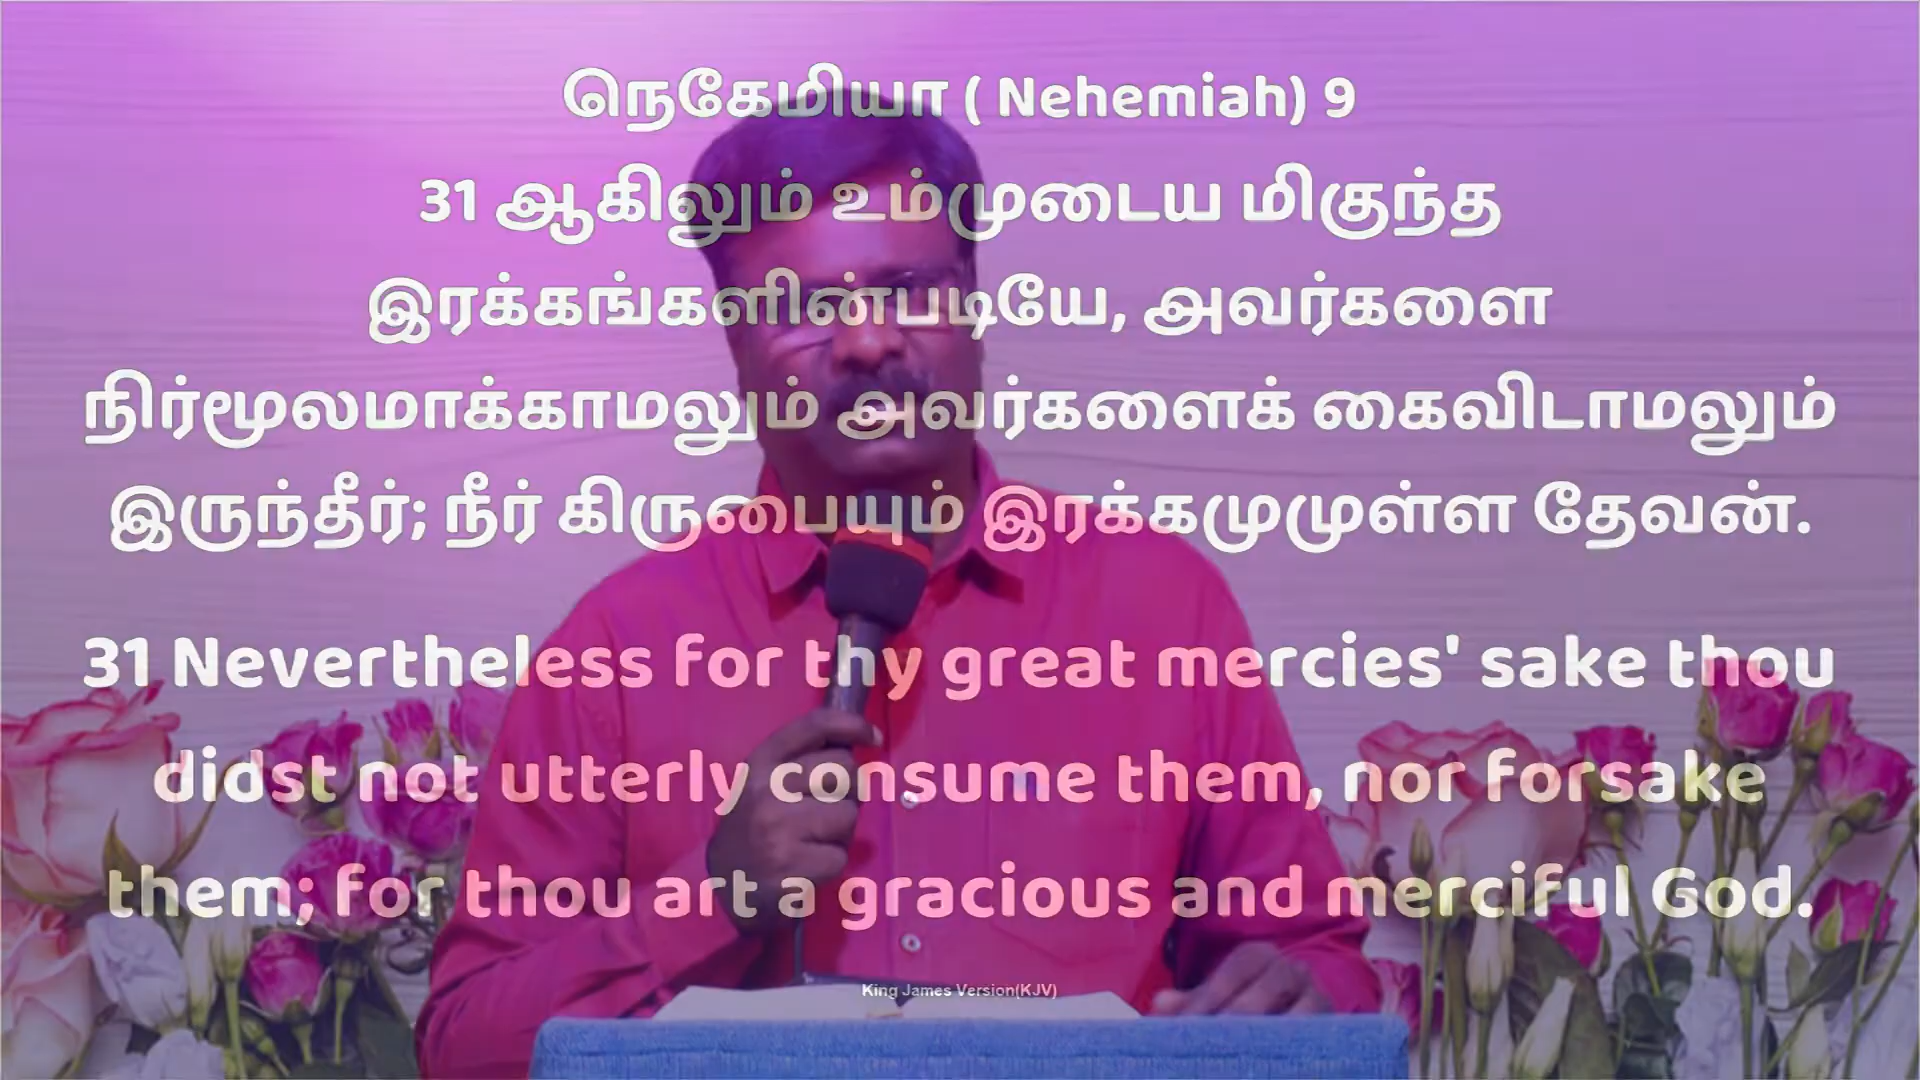 நெகேமியா ( Nehemiah) 9
31 ஆகிலும் உம்முடைய மிகுந்த
இரக்கங்களின்படியே, அவர்களை
நிர்மூலமாக்காமலும் அவர்களைக் கைவிடாமலும்
இருந்தீர்; நீர் கிருபையும் இரக்கமுமுள்ள தேவன்.
31 Nevertheless for thy great mercies' sake thou
didst not utterly consume them, nor forsake
them; for thou art a gracious and merciful God.
King James Version(KJV)